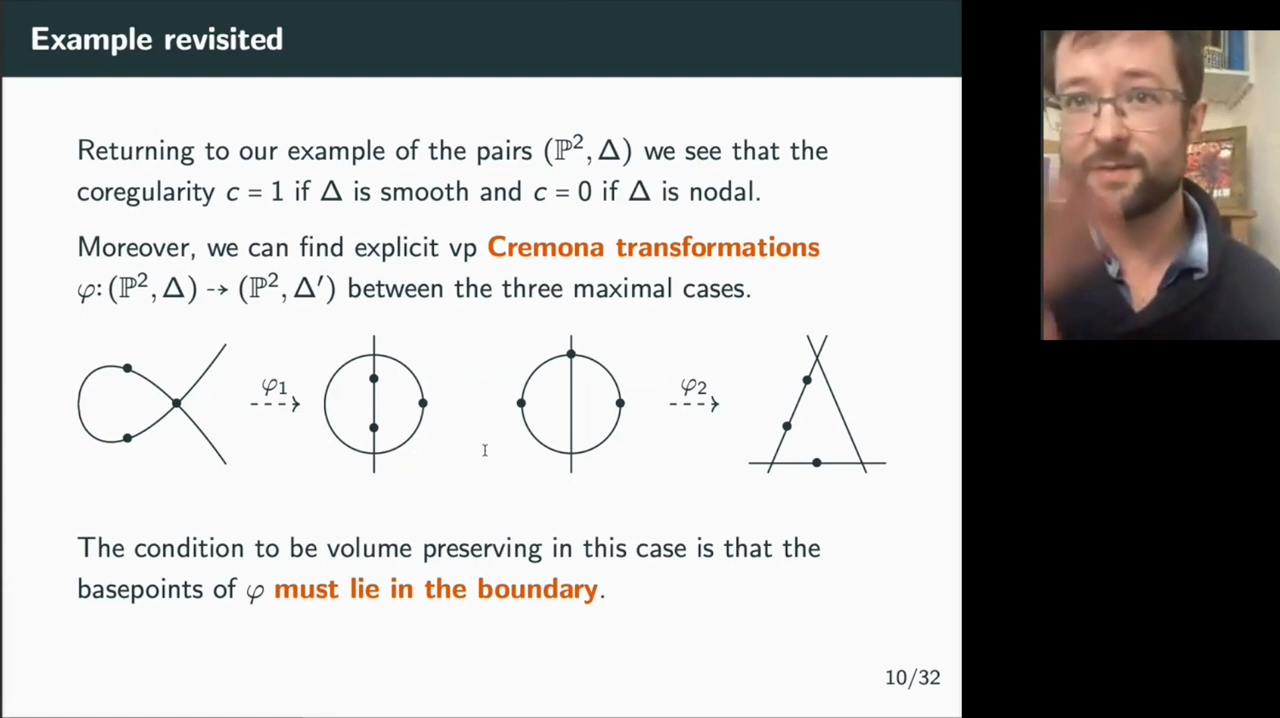 Example revisited
Returning to our example of the pairs (ℙ², Δ) we see that the
coregularity c = 1 if Δ is smooth and c = 0 if Δ is nodal.
Moreover, we can find explicit vp Cremona transformations
φ: (ℙ², Δ) ⇢ (ℙ², Δ′) between the three maximal cases.
φ₁ φ₂
The condition to be volume preserving in this case is that the
basepoints of φ must lie in the boundary.
10/32